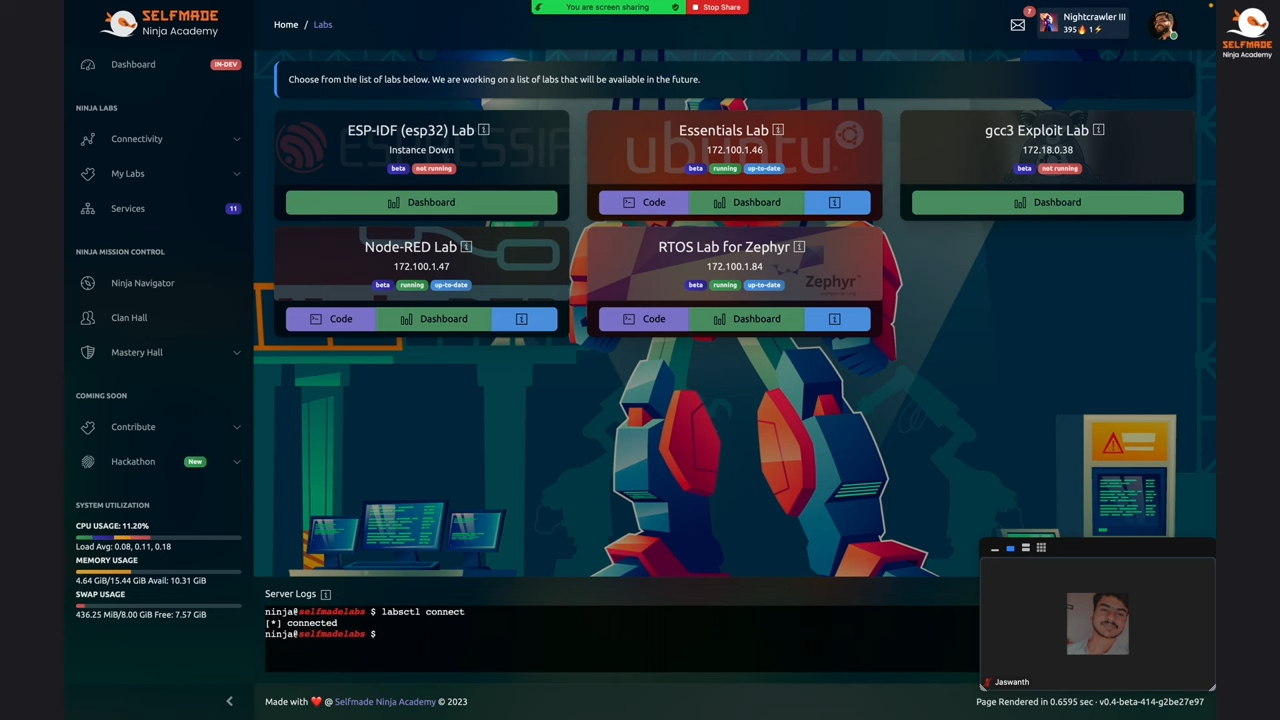 You are screen sharing
Stop Share
SELFMADE
Ninja Academy
Home / Labs
7
Nightcrawler III
395 1
SELFMADE
Ninja Academy
Dashboard
IN-DEV
NINJA LABS
Connectivity
My Labs
Services
11
NINJA MISSION CONTROL
Ninja Navigator
Clan Hall
Mastery Hall
COMING SOON
Contribute
Hackathon
New
SYSTEM UTILIZATION
CPU USAGE: 11.20%
Load Avg: 0.08, 0.11, 0.18
MEMORY USAGE
4.64 GiB/15.44 GiB Avail: 10.31 GiB
SWAP USAGE
436.25 MiB/8.00 GiB Free: 7.57 GiB
Choose from the list of labs below. We are working on a list of labs that will be available in the future.
ESP-IDF (esp32) Lab
Instance Down
beta not running
Dashboard
Essentials Lab
ubuntu
172.100.1.46
beta running up-to-date
Code Dashboard
gcc3 Exploit Lab
172.18.0.38
beta not running
Dashboard
Node-RED Lab
172.100.1.47
beta running up-to-date
Code Dashboard
RTOS Lab for Zephyr
172.100.1.84
beta running up-to-date
Zephyr
Code Dashboard
Server Logs
ninja@selfmadelabs $ labsctl connect
[*] connected
ninja@selfmadelabs $
Jaswanth
Made with ❤️ @ Selfmade Ninja Academy © 2023
Page Rendered in 0.6595 sec · v0.4-beta-414-g2be27e97